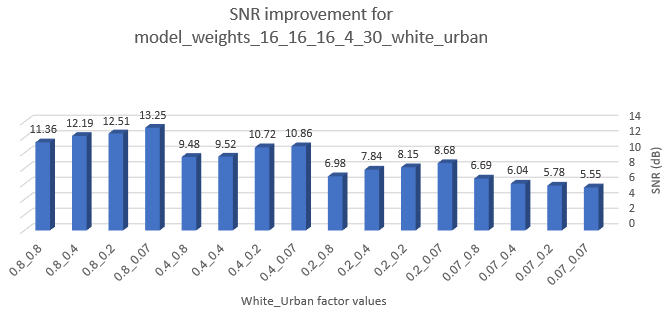 SNR improvement for
model_weights_16_16_16_4_30_white_urban
11.36 12.19 12.51 13.25 9.48 9.52 10.72 10.86 6.98 7.84 8.15 8.68 6.69 6.04 5.78 5.55
14
12
10
8
6
4
2
0
SNR (dB)
0.8_0.8 0.8_0.4 0.8_0.2 0.8_0.07 0.4_0.8 0.4_0.4 0.4_0.2 0.4_0.07 0.2_0.8 0.2_0.4 0.2_0.2 0.2_0.07 0.07_0.8 0.07_0.4 0.07_0.2 0.07_0.07
White_Urban factor values